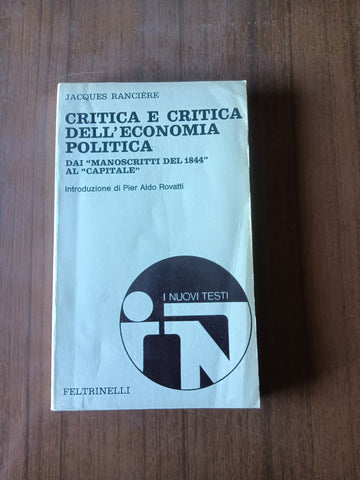 JACQUES RANCIÈRE
CRITICA E CRITICA
DELL'ECONOMIA
POLITICA
DAI "MANOSCRITTI DEL 1844"
AL "CAPITALE"
Introduzione di Pier Aldo Rovatti
I NUOVI TESTI
FELTRINELLI